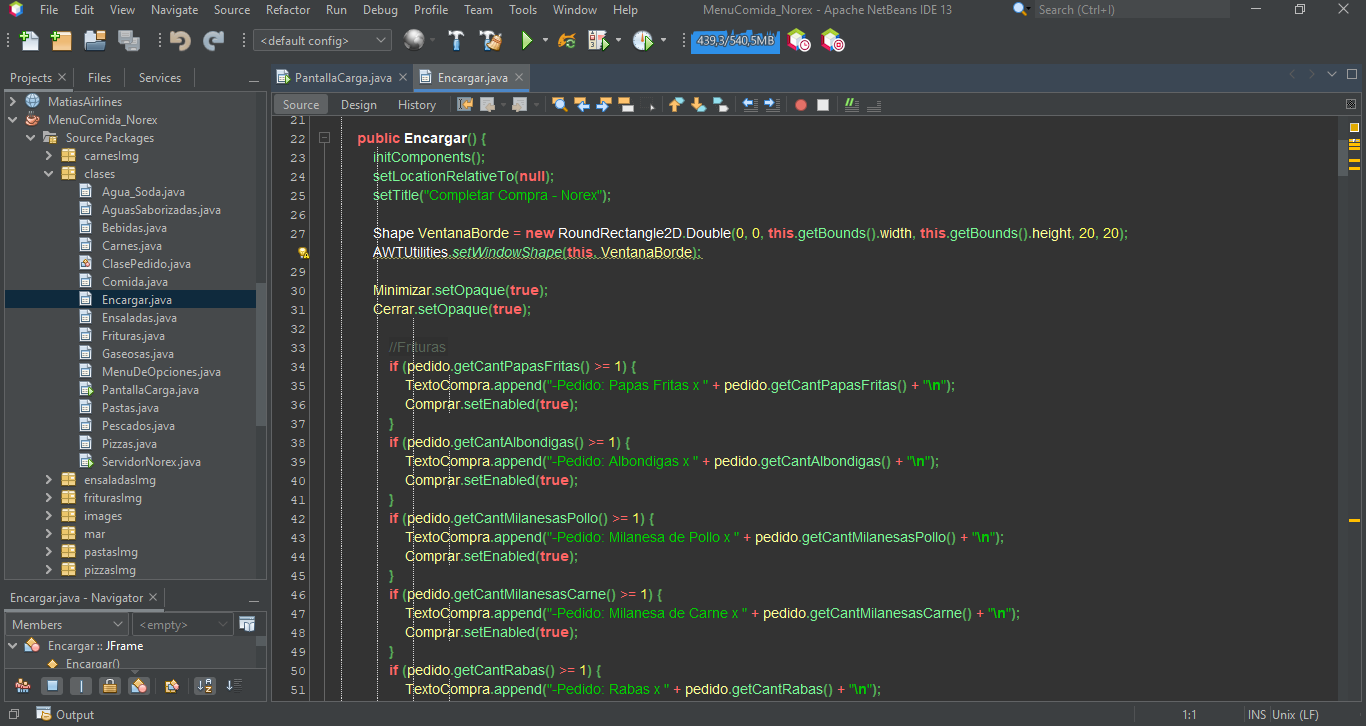 File Edit View Navigate Source Refactor Run Debug Profile Team Tools Window Help MenuComida_Norex - Apache NetBeans IDE 13 Search (Ctrl+I)
<default config> 439,3/540,5MB
Projects Files Services
PantallaCarga.java Encargar.java
Source Design History
MatiasAirlines
MenuComida_Norex
Source Packages
carnesImg
clases
Agua_Soda.java
AguasSaborizadas.java
Bebidas.java
Carnes.java
ClasePedido.java
Comida.java
Encargar.java
Ensaladas.java
Frituras.java
Gaseosas.java
MenuDeOpciones.java
PantallaCarga.java
Pastas.java
Pescados.java
Pizzas.java
ServidorNorex.java
ensaladasImg
friturasImg
images
mar
pastasImg
pizzasImg
Encargar.java - Navigator
Members <empty>
Encargar :: JFrame
Encargar()
21
22 public Encargar() {
23 initComponents();
24 setLocationRelativeTo(null);
25 setTitle("Completar Compra - Norex");
26
27 Shape VentanaBorde = new RoundRectangle2D.Double(0, 0, this.getBounds().width, this.getBounds().height, 20, 20);
AWTUtilities.setWindowShape(this, VentanaBorde);
29
30 Minimizar.setOpaque(true);
31 Cerrar.setOpaque(true);
32
33 //Frituras
34 if (pedido.getCantPapasFritas() >= 1) {
35 TextoCompra.append("-Pedido: Papas Fritas x " + pedido.getCantPapasFritas() + "\n");
36 Comprar.setEnabled(true);
37 }
38 if (pedido.getCantAlbondigas() >= 1) {
39 TextoCompra.append("-Pedido: Albondigas x " + pedido.getCantAlbondigas() + "\n");
40 Comprar.setEnabled(true);
41 }
42 if (pedido.getCantMilanesasPollo() >= 1) {
43 TextoCompra.append("-Pedido: Milanesa de Pollo x " + pedido.getCantMilanesasPollo() + "\n");
44 Comprar.setEnabled(true);
45 }
46 if (pedido.getCantMilanesasCarne() >= 1) {
47 TextoCompra.append("-Pedido: Milanesa de Carne x " + pedido.getCantMilanesasCarne() + "\n");
48 Comprar.setEnabled(true);
49 }
50 if (pedido.getCantRabas() >= 1) {
51 TextoCompra.append("-Pedido: Rabas x " + pedido.getCantRabas() + "\n");
Output 1:1 INS Unix (LF)